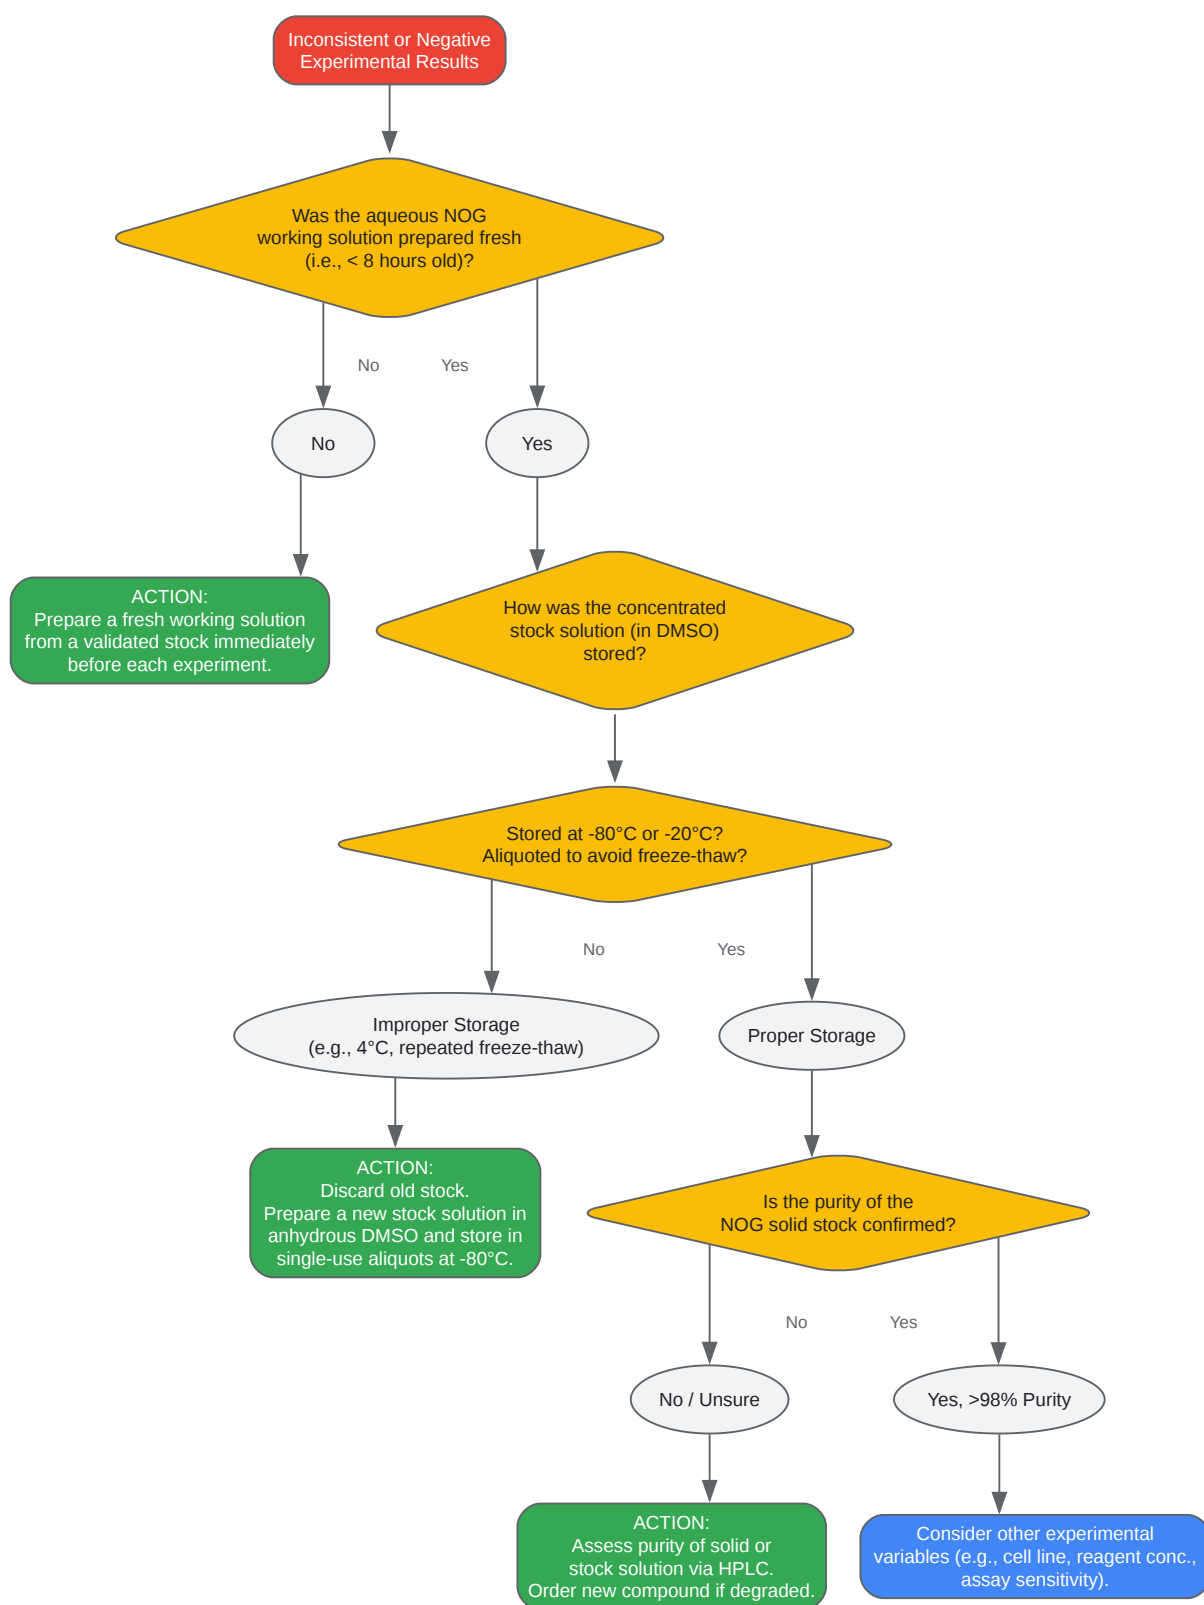 Inconsistent or Negative
Experimental Results
Was the aqueous NOG
working solution prepared fresh
(i.e., < 8 hours old)?
No
Yes
No
Yes
ACTION:
Prepare a fresh working solution
from a validated stock immediately
before each experiment.
How was the concentrated
stock solution (in DMSO)
stored?
Stored at -80°C or -20°C?
Aliquoted to avoid freeze-thaw?
No
Yes
Improper Storage
(e.g., 4°C, repeated freeze-thaw)
Proper Storage
ACTION:
Discard old stock.
Prepare a new stock solution in
anhydrous DMSO and store in
single-use aliquots at -80°C.
Is the purity of the
NOG solid stock confirmed?
No
Yes
No / Unsure
Yes, >98% Purity
ACTION:
Assess purity of solid or
stock solution via HPLC.
Order new compound if degraded.
Consider other experimental
variables (e.g., cell line, reagent conc.,
assay sensitivity).